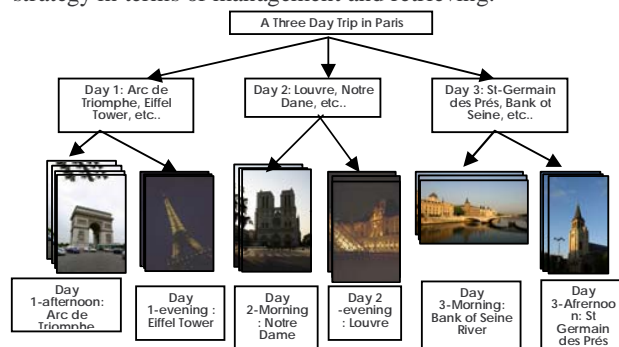 strategy in terms of management and retrieving.
A Three Day Trip in Paris
Day 1: Arc de
Triomphe, Eiffel
Tower, etc..
Day 2: Louvre, Notre
Dane, etc..
Day 3: St-Germain
des Prés, Bank ot
Seine, etc..
Day
1-afternoon:
Arc de
Triomphe
Day
1-evening :
Eiffel Tower
Day
2-Morning
: Notre
Dame
Day 2
-evening
: Louvre
Day
3-Morning:
Bank of Seine
River
Day
3-Afrernoo
n: St
Germain
des Prés